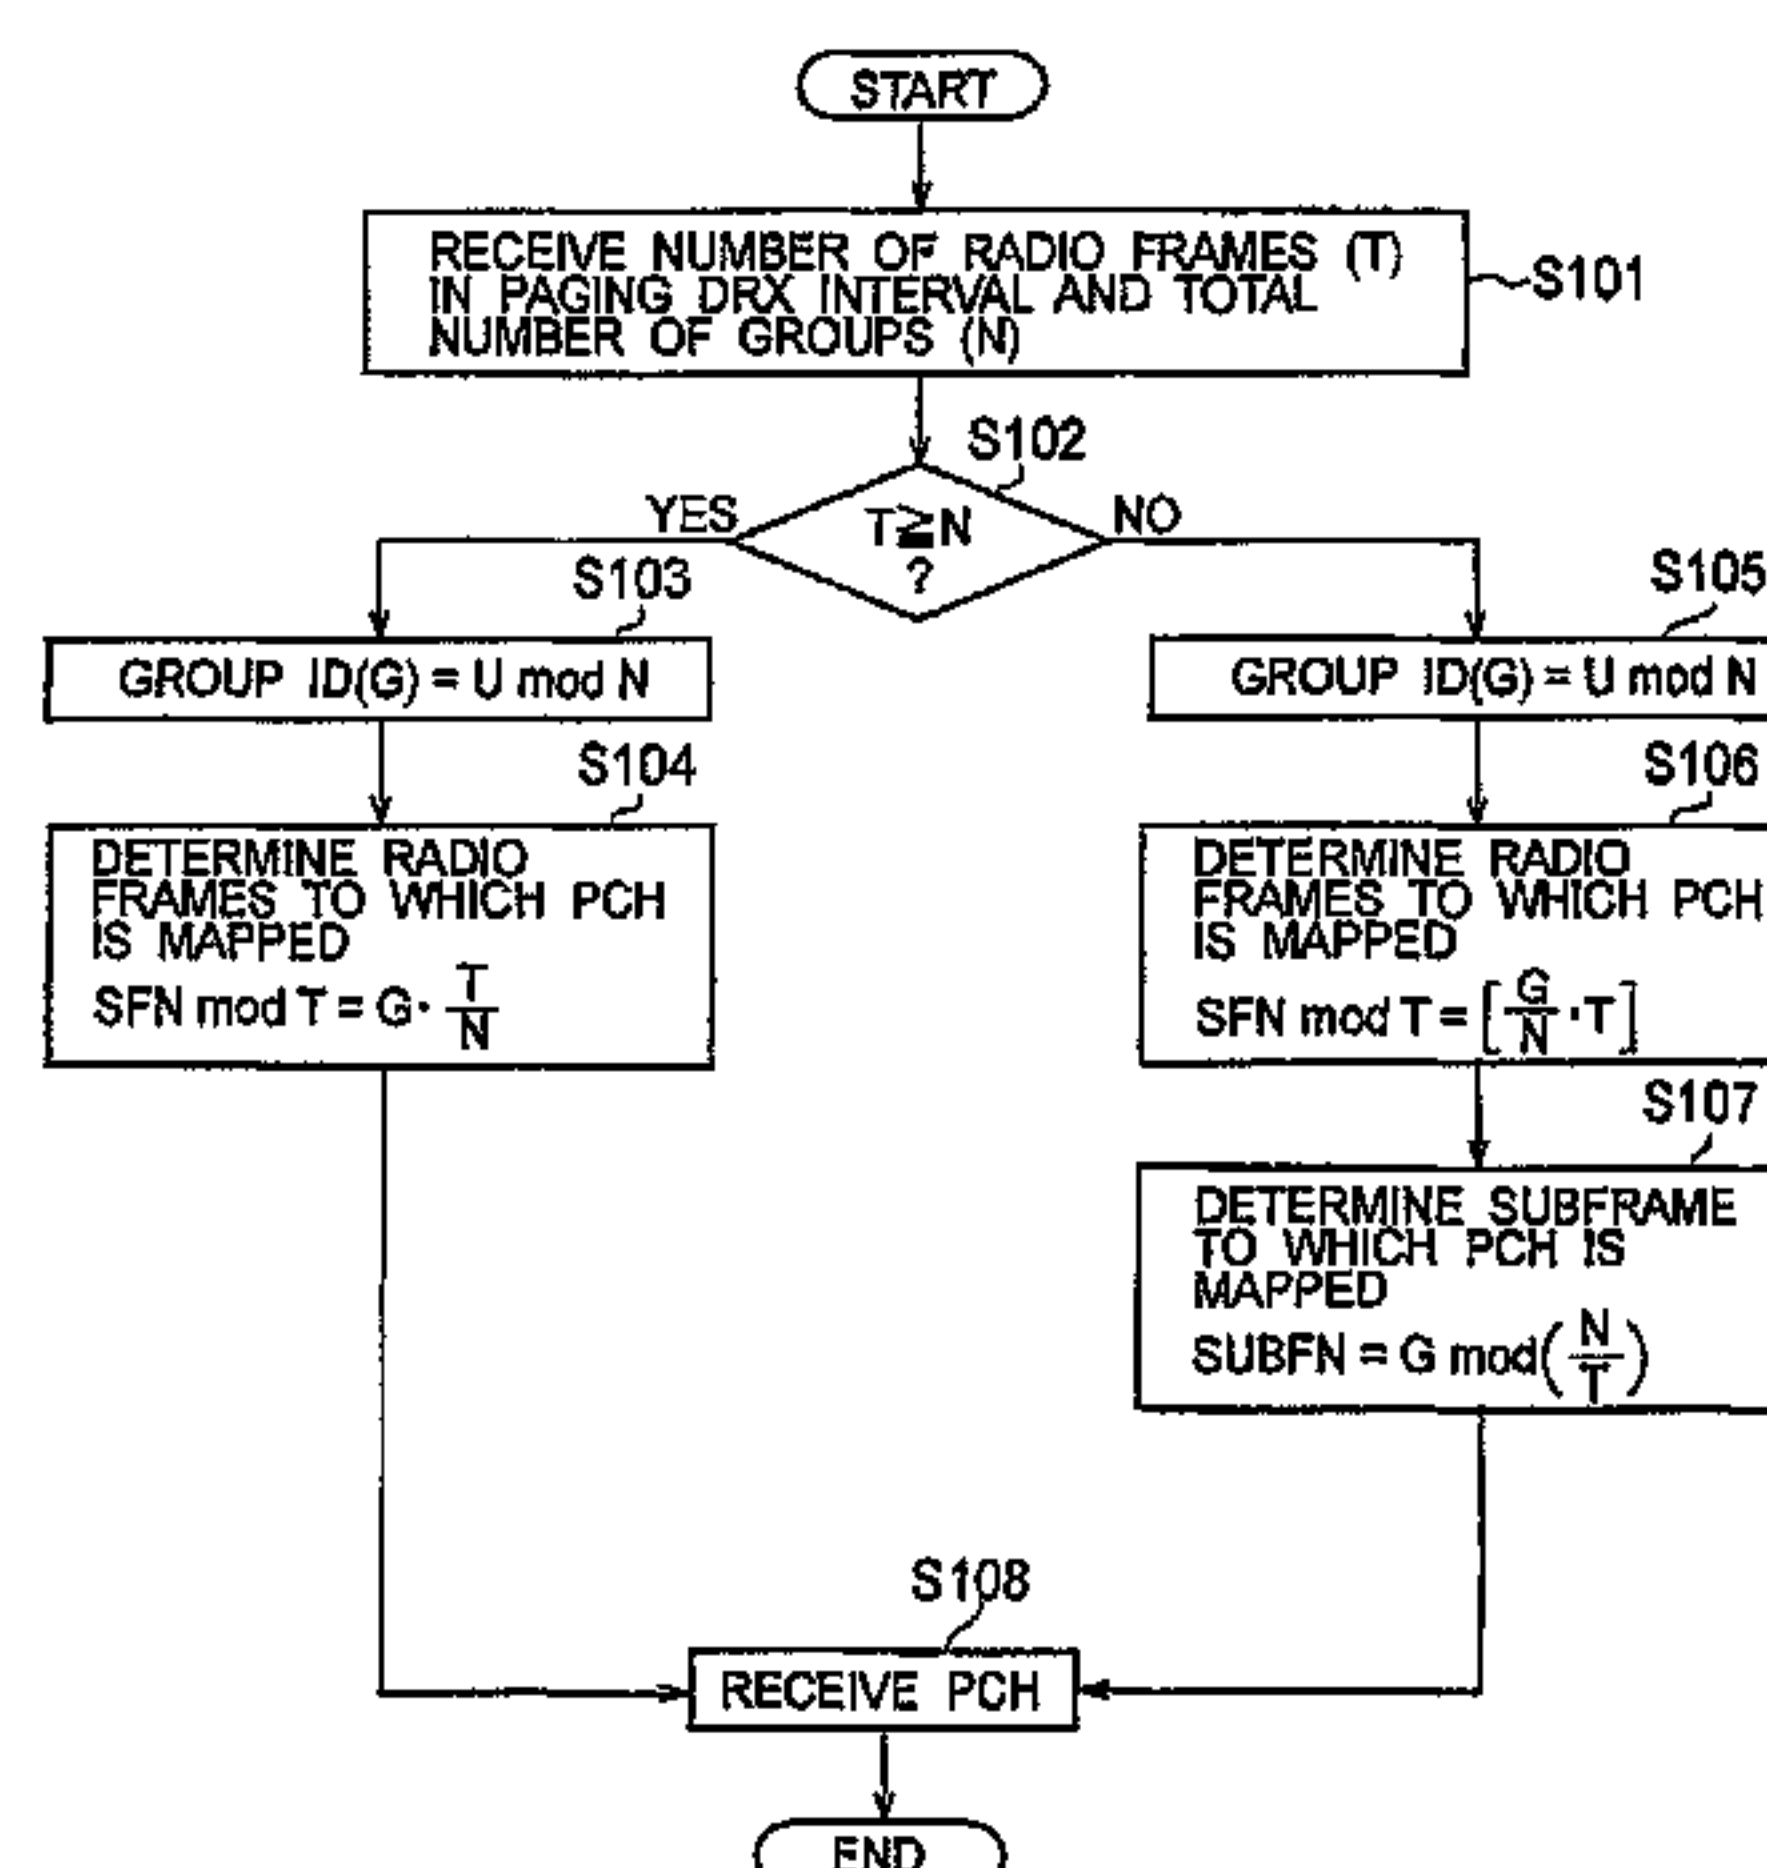 START
RECEIVE NUMBER OF RADIO FRAMES (T)
IN PAGING DRX INTERVAL AND TOTAL
NUMBER OF GROUPS (N)
S101
S102
T≧N
?
YES
NO
S103
GROUP ID(G) = U mod N
S104
DETERMINE RADIO
FRAMES TO WHICH PCH
IS MAPPED
SFN mod T = G · T/N
S105
GROUP ID(G) = U mod N
S106
DETERMINE RADIO
FRAMES TO WHICH PCH
IS MAPPED
SFN mod T = [G/N · T]
S107
DETERMINE SUBFRAME
TO WHICH PCH IS
MAPPED
SUBFN = G mod(N/T)
S108
RECEIVE PCH
END